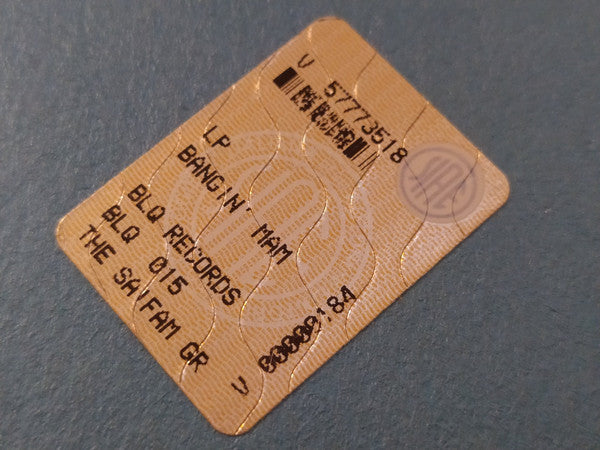 V 57773518
LP
BANGIN' MAM
BLQ RECORDS
BLQ 015
THE SAIFAM GR
V